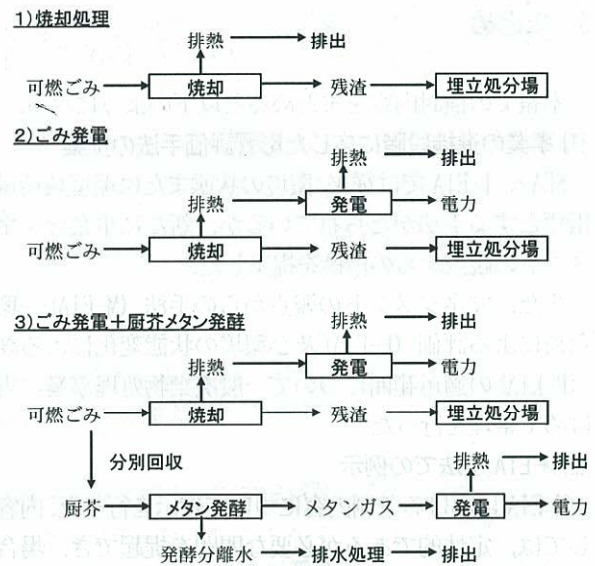 1)焼却処理
排熱 排出
可燃ごみ 焼却 残渣 埋立処分場
2)ごみ発電
排熱 排出
排熱 発電 電力
可燃ごみ 焼却 残渣 埋立処分場
3)ごみ発電+厨芥メタン発酵
排熱 排出
排熱 発電 電力
可燃ごみ 焼却 残渣 埋立処分場
分別回収
排熱 排出
厨芥 メタン発酵 メタンガス 発電 電力
発酵分離水 排水処理 排出